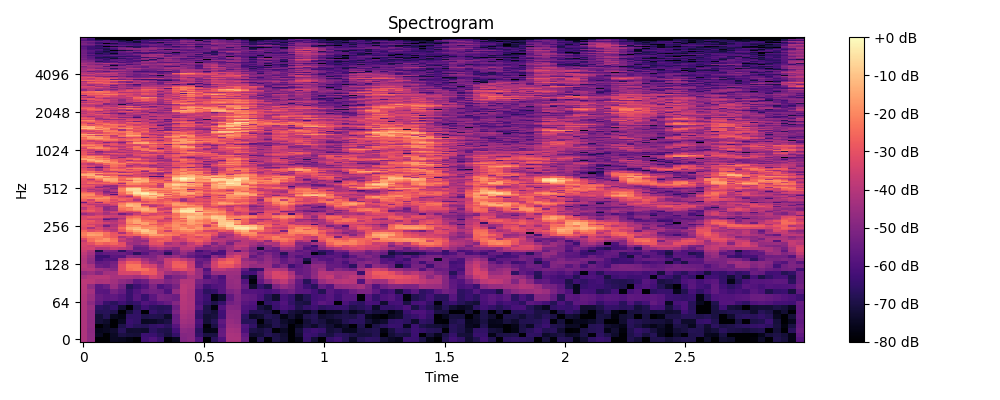 Spectrogram
Hz
4096
2048
1024
512
256
128
64
0
0
0.5
1
1.5
2
2.5
Time
+0 dB
-10 dB
-20 dB
-30 dB
-40 dB
-50 dB
-60 dB
-70 dB
-80 dB